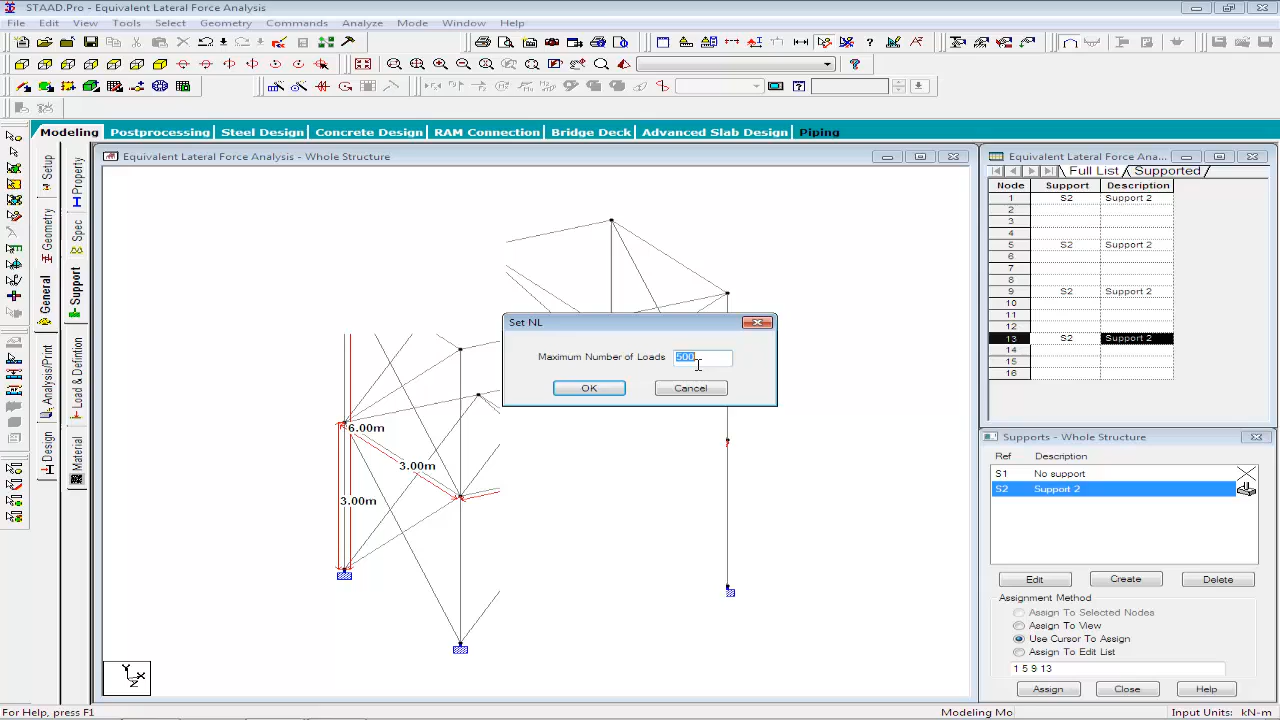 STAAD.Pro - Equivalent Lateral Force Analysis
File Edit View Tools Select Geometry Commands Analyze Mode Window Help
Modeling Postprocessing Steel Design Concrete Design RAM Connection Bridge Deck Advanced Slab Design Piping
Setup
Geometry
General
Analysis/Print
Design
Property
Spec
Support
Load & Definition
Material
Equivalent Lateral Force Analysis - Whole Structure
6.00m
3.00m
3.00m
Y
X
Z
Set NL
Maximum Number of Loads 500
OK Cancel
Equivalent Lateral Force Ana...
Full List Supported
Node Support Description
1 S2 Support 2
2
3
4
5 S2 Support 2
6
7
8
9 S2 Support 2
10
11
12
13 S2 Support 2
14
15
16
Supports - Whole Structure
Ref Description
S1 No support
S2 Support 2
Edit Create Delete
Assignment Method
Assign To Selected Nodes
Assign To View
Use Cursor To Assign
Assign To Edit List
1 5 9 13
Assign Close Help
For Help, press F1 Modeling Mo Input Units: kN-m